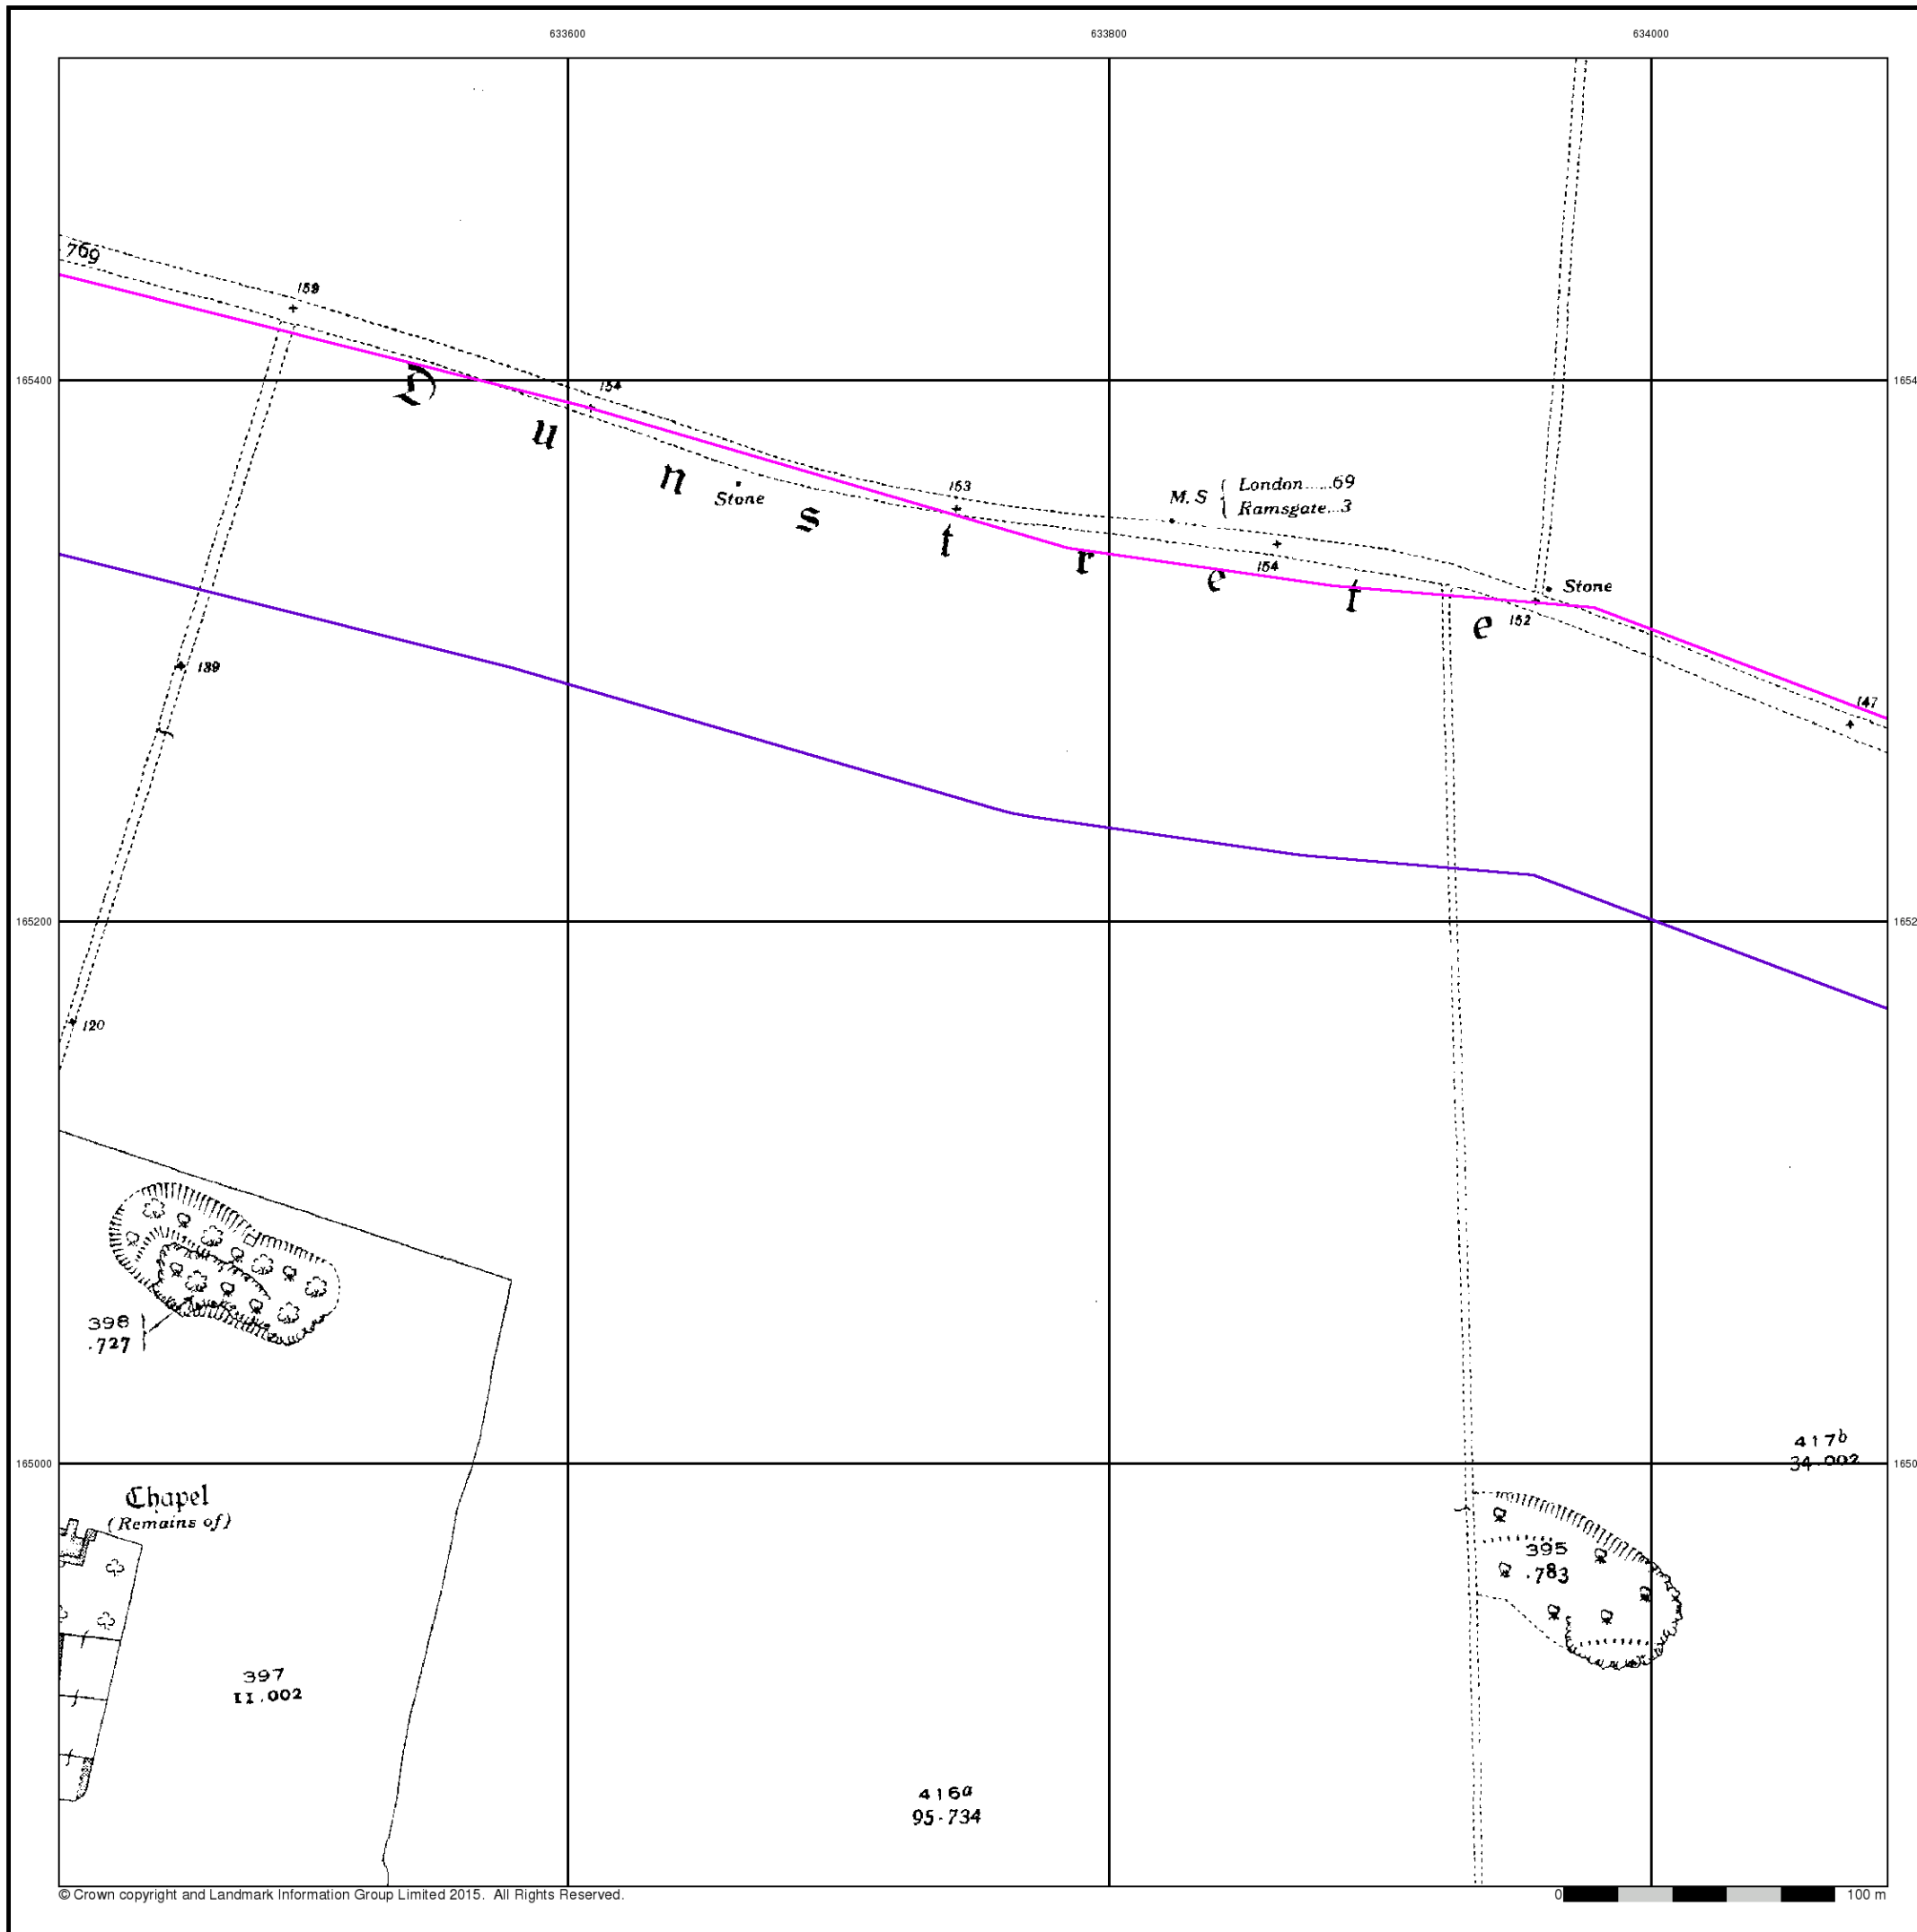 633600
633800
634000
769
159
165400
154
Dunstrete
Stone
153
M.S { London......69
Ramsgate...3
154
Stone
152
139
147
165200
120
398
.727
165000
417b
34.002
Chapel
(Remains of)
395
.783
397
11.002
416a
95.734
© Crown copyright and Landmark Information Group Limited 2015. All Rights Reserved.
0
100 m